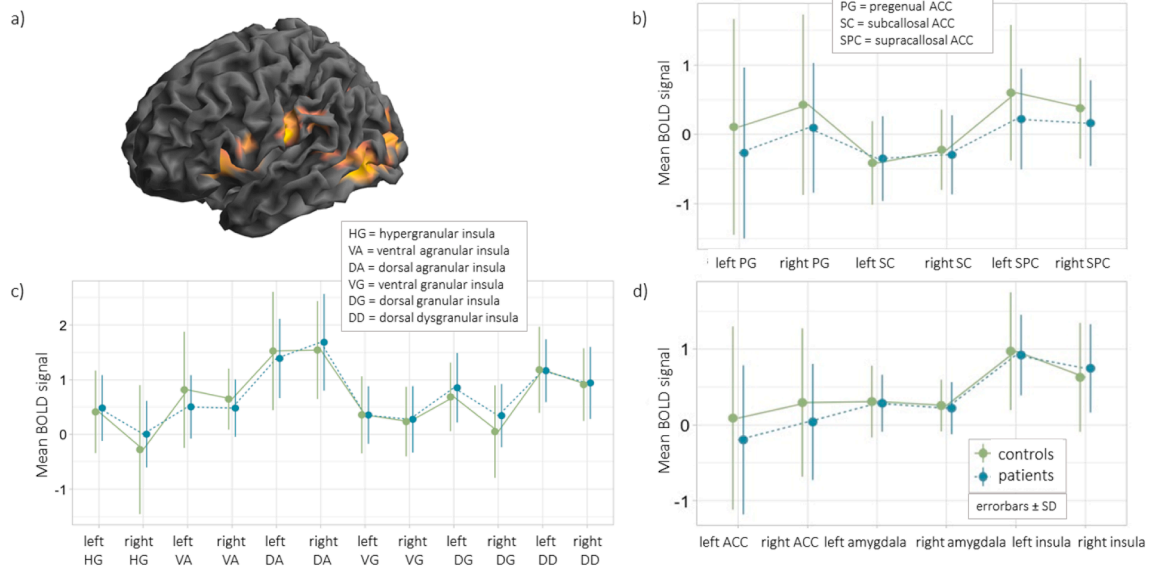 a)
b)
PG = pregenual ACC
SC = subcallosal ACC
SPC = supracallosal ACC
Mean BOLD signal
1
0
-1
left PG right PG left SC right SC left SPC right SPC
HG = hypergranular insula
VA = ventral agranular insula
DA = dorsal agranular insula
VG = ventral granular insula
DG = dorsal granular insula
DD = dorsal dysgranular insula
c)
Mean BOLD signal
2
1
0
-1
left right left right left right left right left right left right
HG HG VA VA DA DA VG VG DG DG DD DD
d)
Mean BOLD signal
1
0
-1
controls
patients
errorbars ± SD
left ACC right ACC left amygdala right amygdala left insula right insula